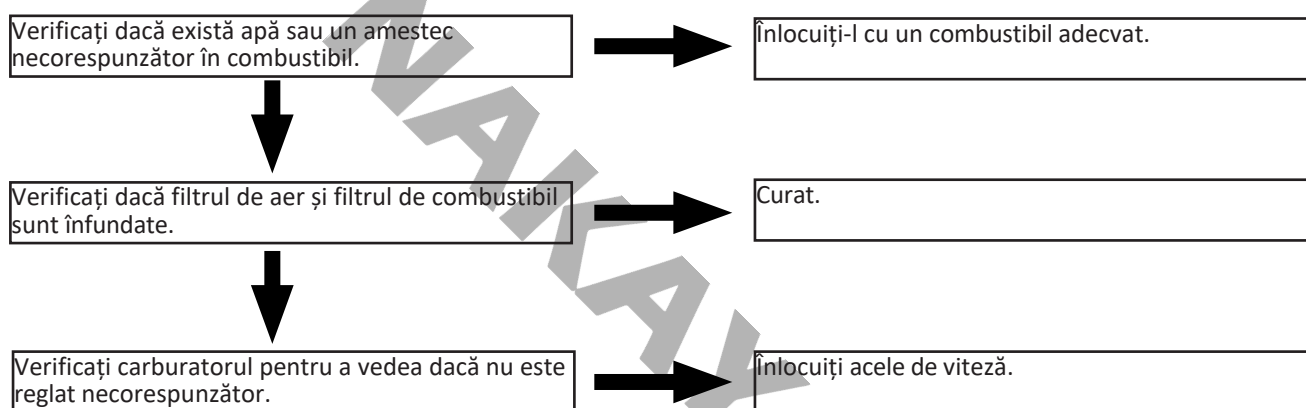 Verificați dacă există apă sau un amestec
necorespunzător în combustibil.
Înlocuiți-l cu un combustibil adecvat.
Verificați dacă filtrul de aer și filtrul de combustibil
sunt înfundate.
Curat.
Verificați carburatorul pentru a vedea dacă nu este
reglat necorespunzător.
Înlocuiți acele de viteză.
NAKAY